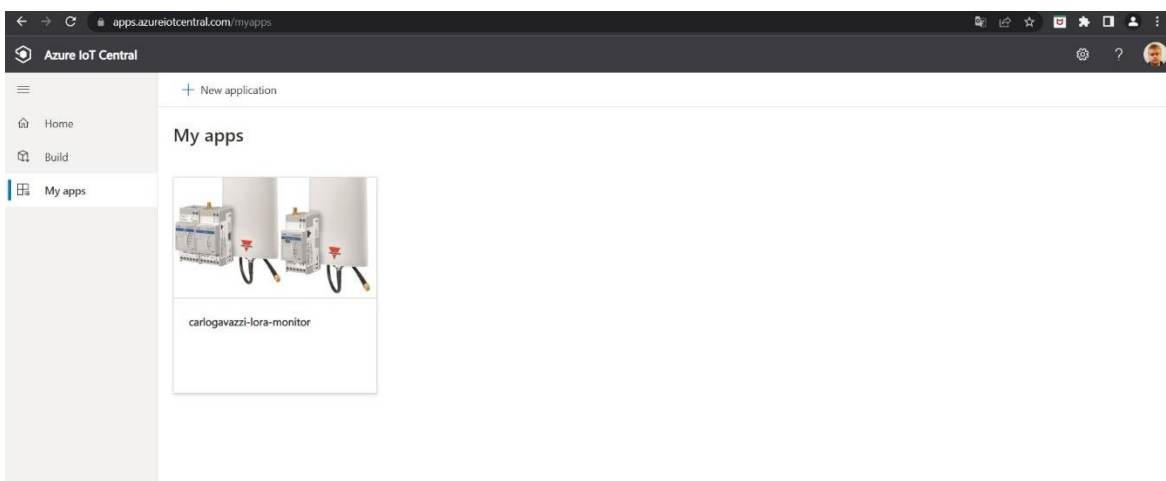 apps.azureiotcentral.com/myapps
Azure IoT Central
?
+ New application
Home
Build
My apps
My apps
carlogavazzi-lora-monitor